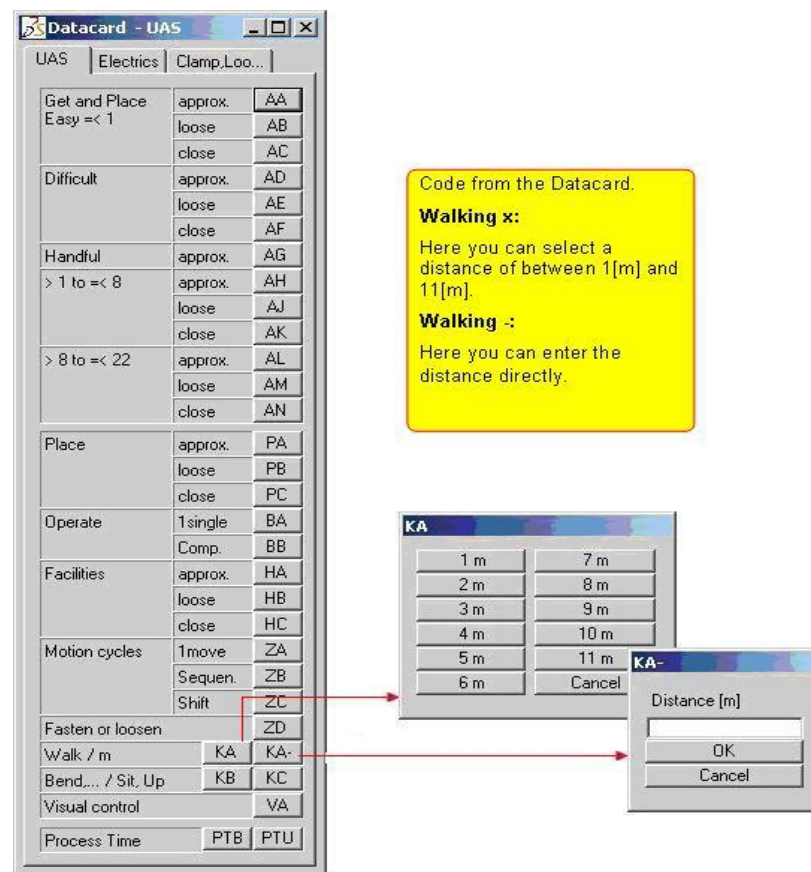 Datacard - UAS
UAS Electrics Clamp,Loo...
Get and Place approx. AA
Easy =< 1
loose AB
close AC
Difficult approx. AD
loose AE
close AF
Handful approx. AG
> 1 to =< 8 approx. AH
loose AJ
close AK
> 8 to =< 22 approx. AL
loose AM
close AN
Place approx. PA
loose PB
close PC
Operate 1single BA
Comp. BB
Facilities approx. HA
loose HB
close HC
Motion cycles 1move ZA
Sequen. ZB
Shift ZC
Fasten or loosen ZD
Walk / m KA KA-
Bend,... / Sit, Up KB KC
Visual control VA
Process Time PTB PTU
Code from the Datacard.
Walking x:
Here you can select a
distance of between 1[m] and
11[m].
Walking -:
Here you can enter the
distance directly.
KA
1 m 7 m
2 m 8 m
3 m 9 m
4 m 10 m
5 m 11 m
6 m Cancel
KA-
Distance [m]
OK
Cancel